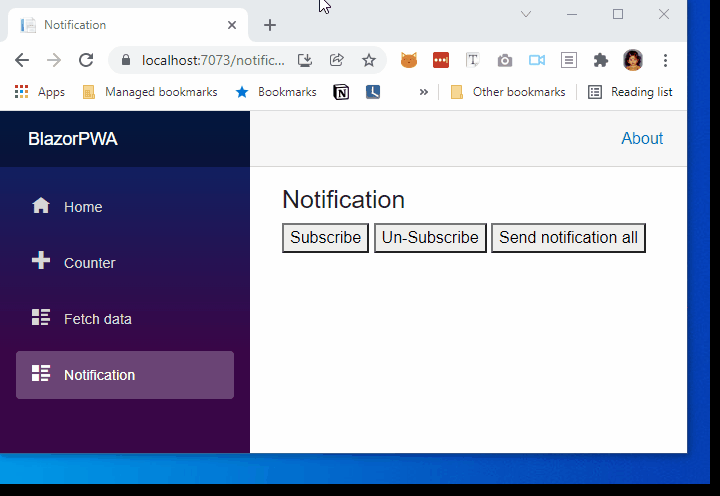 Notification
localhost:7073/notific...
Apps Managed bookmarks Bookmarks » Other bookmarks Reading list
BlazorPWA
About
Home
Counter
Fetch data
Notification
Notification
Subscribe Un-Subscribe Send notification all